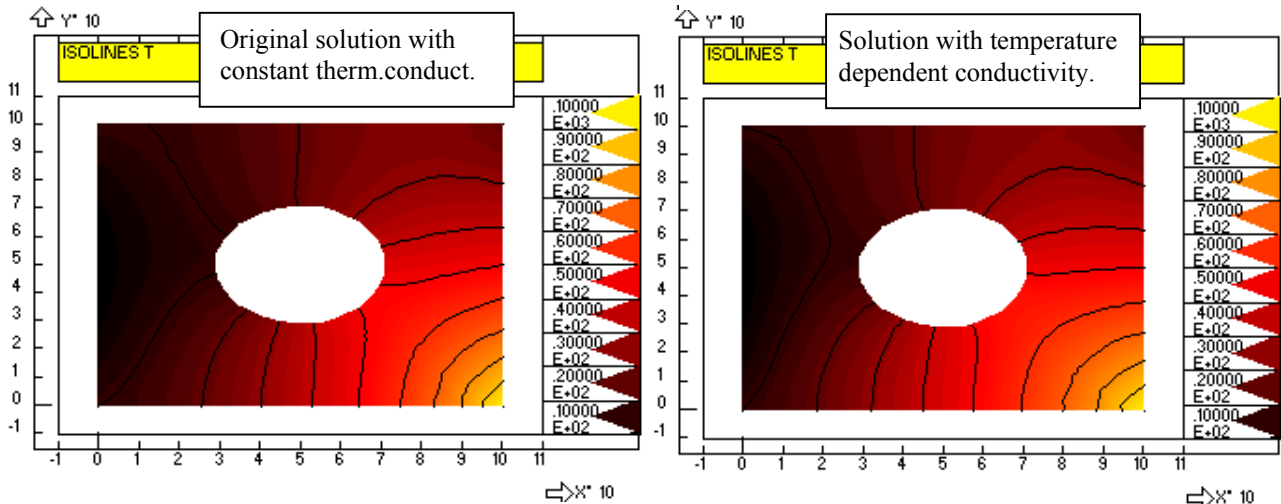 Y* 10
ISOLINES T
Original solution with
constant therm.conduct.
11
10
9
8
7
6
5
4
3
2
1
0
-1
.10000
E+03
.90000
E+02
.80000
E+02
.70000
E+02
.60000
E+02
.50000
E+02
.40000
E+02
.30000
E+02
.20000
E+02
.10000
E+02
-1 0 1 2 3 4 5 6 7 8 9 10 11
X* 10
Y* 10
ISOLINES T
Solution with temperature
dependent conductivity.
11
10
9
8
7
6
5
4
3
2
1
0
-1
.10000
E+03
.90000
E+02
.80000
E+02
.70000
E+02
.60000
E+02
.50000
E+02
.40000
E+02
.30000
E+02
.20000
E+02
.10000
E+02
-1 0 1 2 3 4 5 6 7 8 9 10 11
X* 10